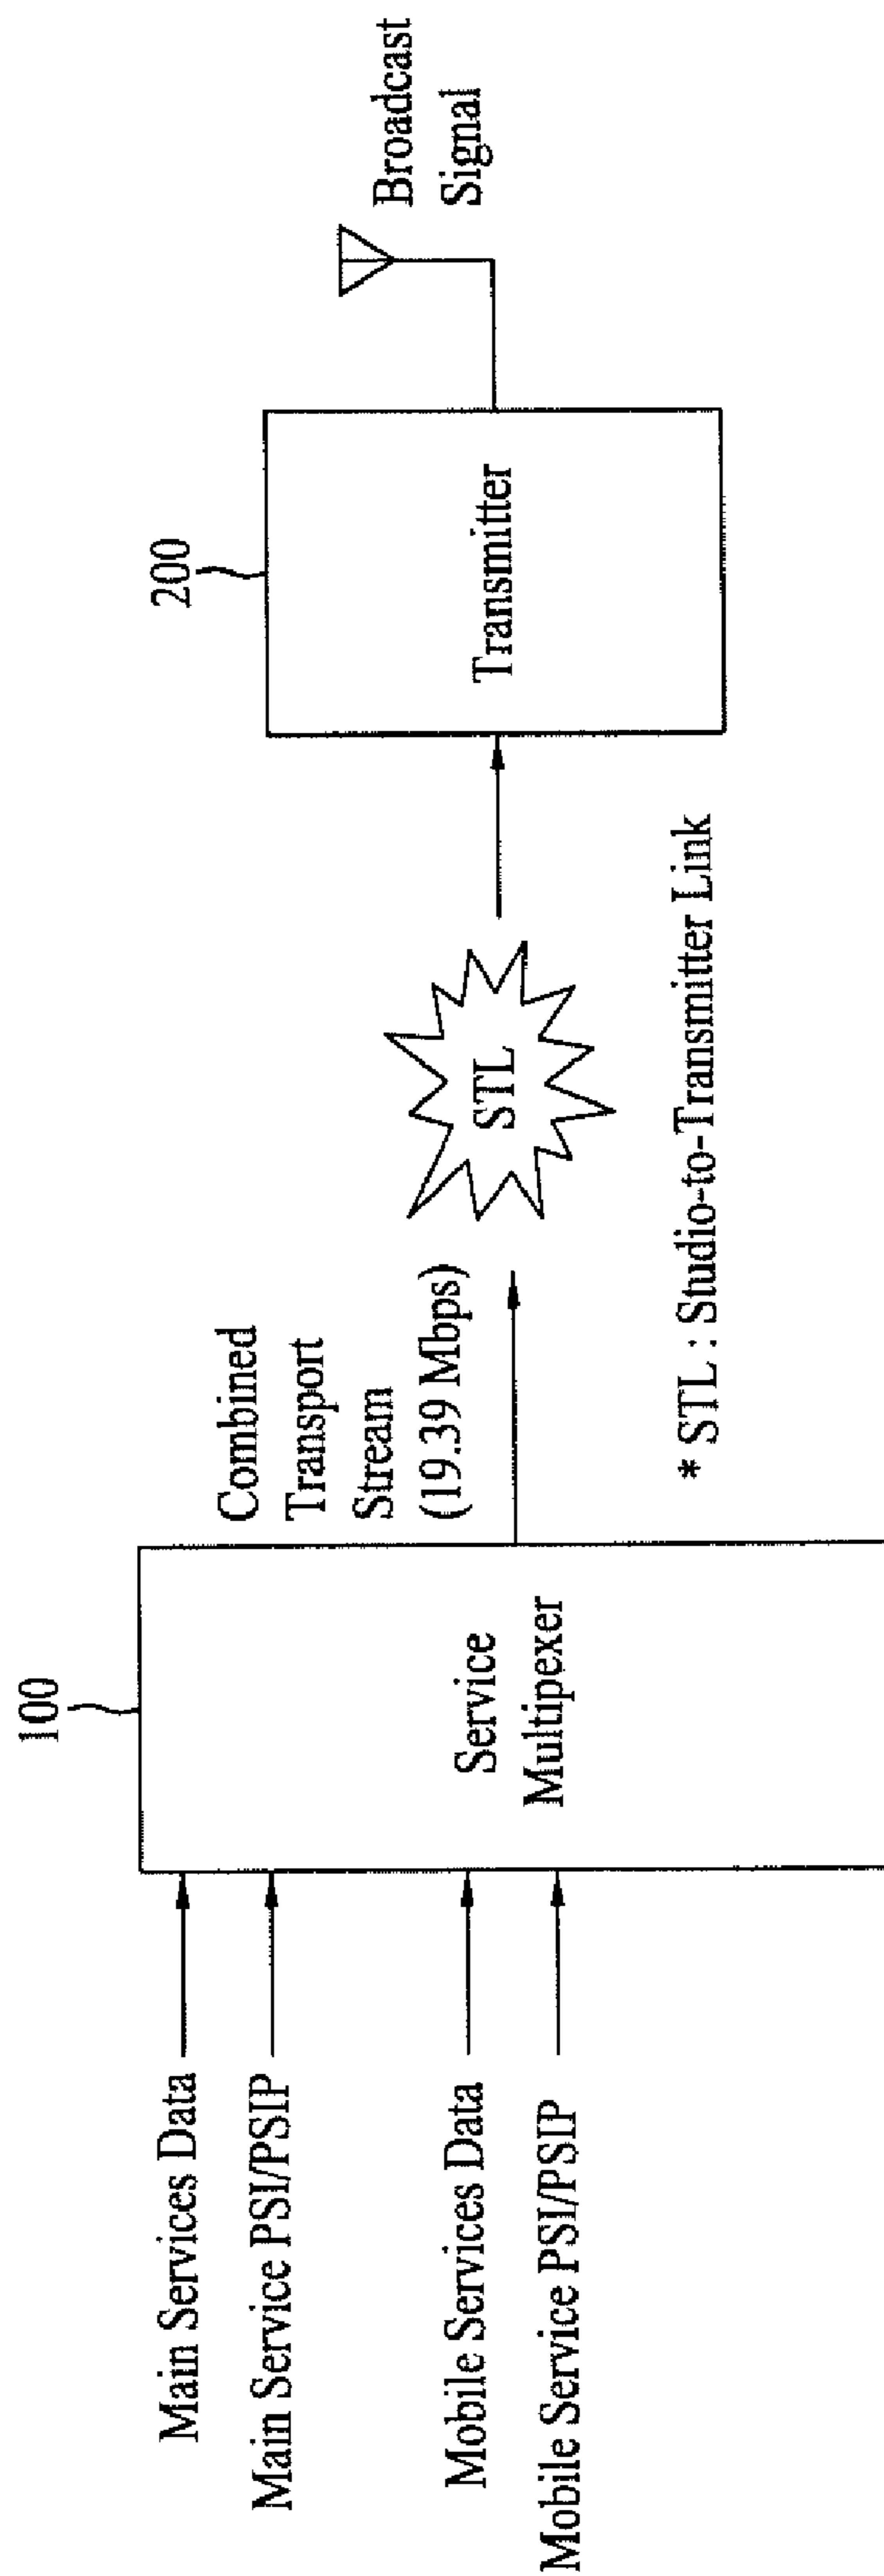 100
Main Services Data
Main Service PSI/PSIP
Mobile Services Data
Mobile Service PSI/PSIP
Service
Multipexer
Combined
Transport
Stream
(19.39 Mbps)
STL
200
Transmitter
Broadcast
Signal
* STL : Studio-to-Transmitter Link